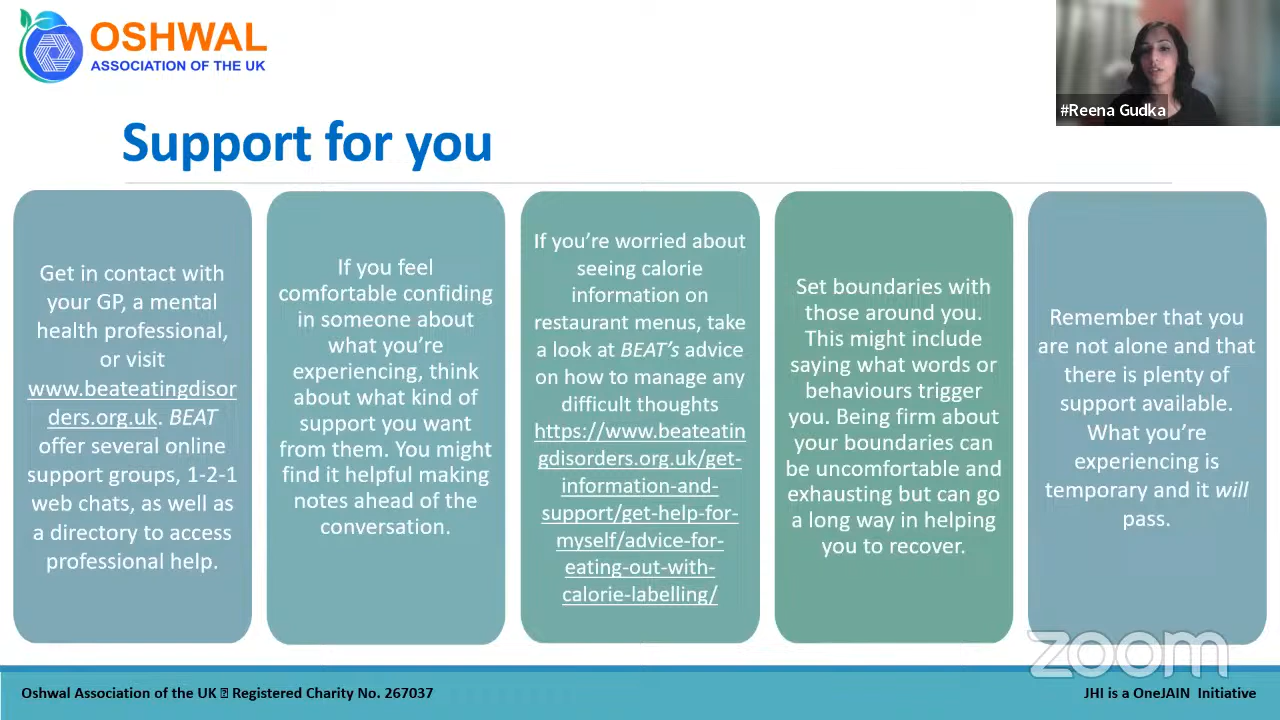 OSHWAL
ASSOCIATION OF THE UK
#Reena Gudka
Support for you
Get in contact with
your GP, a mental
health professional,
or visit
www.beateatingdisor
ders.org.uk. BEAT
offer several online
support groups, 1-2-1
web chats, as well as
a directory to access
professional help.
If you feel
comfortable confiding
in someone about
what you're
experiencing, think
about what kind of
support you want
from them. You might
find it helpful making
notes ahead of the
conversation.
If you're worried about
seeing calorie
information on
restaurant menus, take
a look at BEAT's advice
on how to manage any
difficult thoughts
https://www.beateatin
gdisorders.org.uk/get-
information-and-
support/get-help-for-
myself/advice-for-
eating-out-with-
calorie-labelling/
Set boundaries with
those around you.
This might include
saying what words or
behaviours trigger
you. Being firm about
your boundaries can
be uncomfortable and
exhausting but can go
a long way in helping
you to recover.
Remember that you
are not alone and that
there is plenty of
support available.
What you're
experiencing is
temporary and it will
pass.
zoom
Oshwal Association of the UK Registered Charity No. 267037
JHI is a OneJAIN Initiative